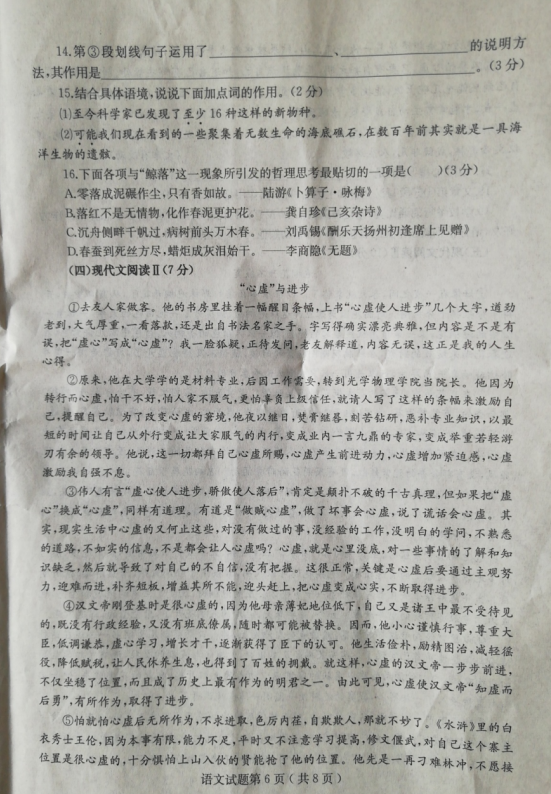 14.第③段划线句子运用了____________、____________的说明方
法,其作用是____________________________________。(3分)
15.结合具体语境,说说下面加点词的作用。(2分)
(1)至今科学家已发现了至少16种这样的新物种。
(2)可能我们现在看到的一些聚集着无数生命的海底礁石,在数百年前其实就是一具海
洋生物的遗骸。
16.下面各项与“鲸落”这一现象所引发的哲理思考最贴切的一项是(　　)(3分)
A.零落成泥碾作尘,只有香如故。——陆游《卜算子·咏梅》
B.落红不是无情物,化作春泥更护花。——龚自珍《己亥杂诗》
C.沉舟侧畔千帆过,病树前头万木春。——刘禹锡《酬乐天扬州初逢席上见赠》
D.春蚕到死丝方尽,蜡炬成灰泪始干。——李商隐《无题》
(四)现代文阅读Ⅱ(7分)
“心虚”与进步
①去友人家做客。他的书房里挂着一幅醒目条幅,上书“心虚使人进步”几个大字,遒劲
老到,大气厚重,一看落款,还是出自书法名家之手。字写得确实漂亮典雅,但内容是不是有
误,把“虚心”写成“心虚”?我一脸狐疑,正待发问,老友解释道,内容无误,这正是我的人生
心得。
②原来,他在大学学的是材料专业,后因工作需要,转到光学物理学院当院长。他因为
转行而心虚,怕干不好,怕人家不服气,更怕辜负上级信任,就请人写了这样的条幅来激励自
己,提醒自己。为了改变心虚的窘境,他夜以继日,焚膏继晷,刻苦钻研,恶补专业知识,以最
短的时间让自己从外行变成让大家服气的内行,变成业内一言九鼎的专家,变成举重若轻游
刃有余的领导。他说,这一切都拜自己心虚所赐,心虚产生前进动力,心虚增加紧迫感,心虚
激励我自强不息。
③伟人有言“虚心使人进步,骄傲使人落后”,肯定是颠扑不破的千古真理,但如果把“虚
心”换成“心虚”,同样有道理。有道是“做贼心虚”,做了坏事会心虚,说了谎话会心虚。其
实,现实生活中心虚的又何止这些,对没有做过的事,没经验的工作,没明白的学问,不熟悉
的道路,不如实的信息,不是都会让人心虚吗?心虚,就是心里没底,对一些事情的了解和知
识缺乏,然后就导致了对自己的不自信,没有把握。这很正常,关键是心虚后要通过主观努
力,迎难而进,补齐短板,增益其所不能,迎头赶上,把心虚变成心实,不断取得进步。
④汉文帝刚登基时是很心虚的,因为他母亲薄妃地位低下,自己又是诸王中最不受待见
的,既没有行政经验,又没有班底僚属,随时都可能被替换。因而,他小心谨慎行事,尊重大
臣,低调谦恭,虚心学习,增长才干,逐渐获得了臣下的认可。他生活俭朴,励精图治,减轻徭
役,降低赋税,让人民休养生息,也得到了百姓的拥戴。就这样,心虚的汉文帝一步步前进,
不仅坐稳了位置,而且成了历史上最有作为的明君之一。由此可见,心虚使汉文帝“知虚而
后勇”,有所作为,取得了进步。
⑤怕就怕心虚后无所作为,不求进取,色厉内荏,自欺欺人,那就不妙了。《水浒》里的白
衣秀士王伦,因为本事有限,能力不足,平时又不注意学习提高,修文偃武,对自己这个寨主
位置是很心虚的,十分惧怕上山入伙的贤能抢了他的位置。他先是一再刁难林冲,不愿接
语文试题第6页(共8页)